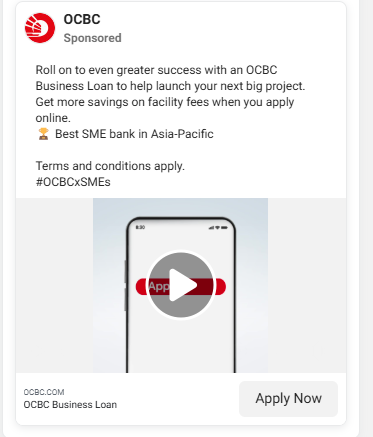 OCBC
Sponsored
Roll on to even greater success with an OCBC
Business Loan to help launch your next big project.
Get more savings on facility fees when you apply
online.
🏆 Best SME bank in Asia-Pacific
Terms and conditions apply.
#OCBCxSMEs
8:30
App
OCBC.COM
OCBC Business Loan
Apply Now